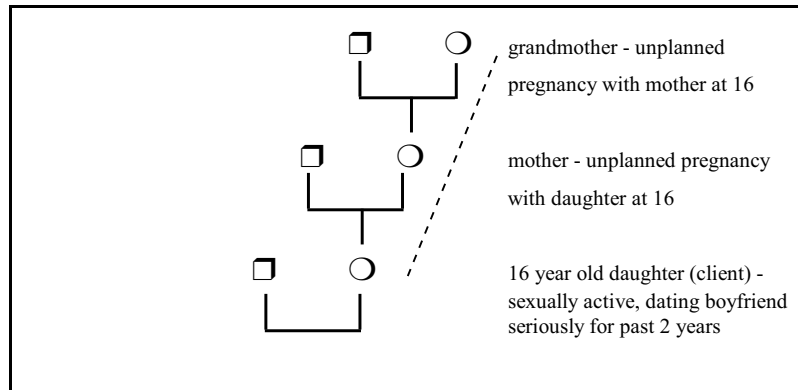 grandmother - unplanned
pregnancy with mother at 16
mother - unplanned pregnancy
with daughter at 16
16 year old daughter (client) -
sexually active, dating boyfriend
seriously for past 2 years